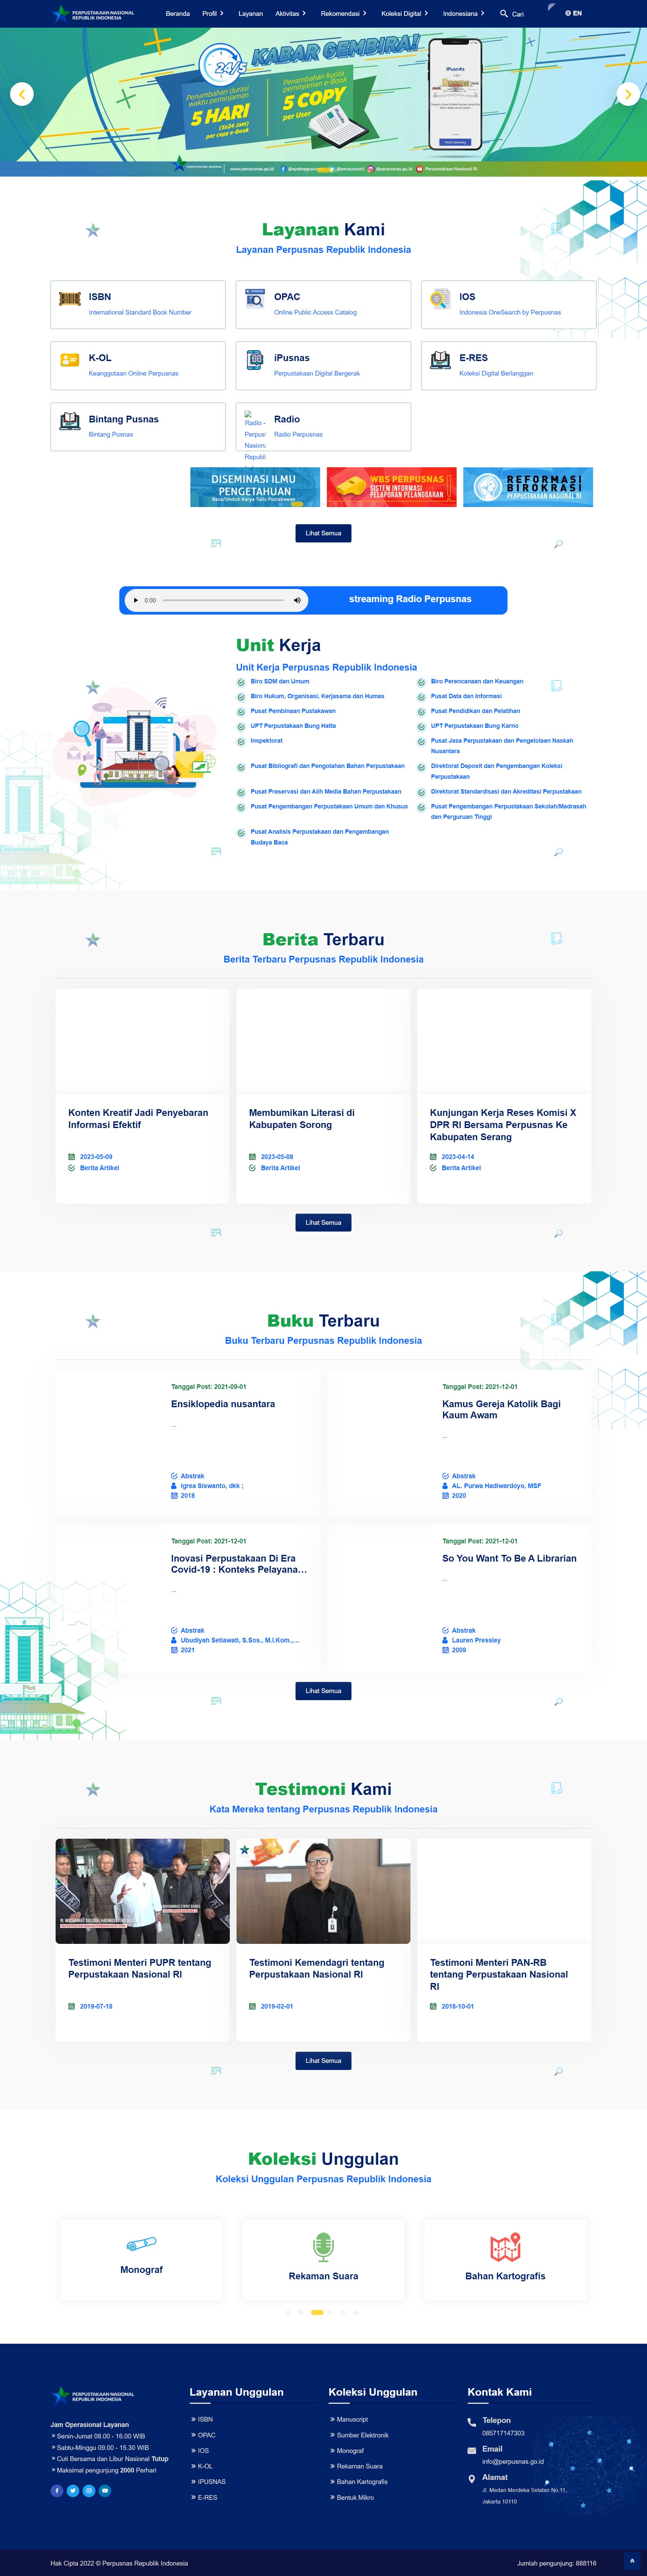 PERPUSTAKAAN NASIONAL
REPUBLIK INDONESIA
Beranda Profil Layanan Aktivitas Rekomendasi Koleksi Digital Indonesiana Cari EN
KABAR GEMBIRA!
24/5
Perpanjangan durasi
waktu peminjaman
5 HARI
(5x24 Jam)
per copy e-Book
Penambahan kuota
peminjaman
5 COPY
per User
iPusnas
www.perpusnas.go.id
@perpusnas.go.id
Perpustakaan Nasional RI
Layanan Kami
Layanan Perpusnas Republik Indonesia
ISBN
International Standard Book Number
OPAC
Online Public Access Catalog
IOS
Indonesia OneSearch by Perpusnas
K-OL
Keanggotaan Online Perpusnas
iPusnas
Perpustakaan Digital Bergerak
E-RES
Koleksi Digital Berlanggan
Bintang Pusnas
Bintang Pusnas
Radio -
Perpus
Nasion
Republ
Radio
Radio Perpusnas
DISEMINASI ILMU
PENGETAHUAN
Baca/Unduh Karya Tulis Pustakawan
WBS PERPUSNAS
SISTEM INFORMASI
PELAPORAN PELANGGARAN
REFORMASI
BIROKRASI
PERPUSTAKAAN NASIONAL RI
Lihat Semua
0:00
streaming Radio Perpusnas
Unit Kerja
Unit Kerja Perpusnas Republik Indonesia
Biro SDM dan Umum
Biro Perencanaan dan Keuangan
Biro Hukum, Organisasi, Kerjasama dan Humas
Pusat Data dan Informasi
Pusat Pembinaan Pustakawan
Pusat Pendidikan dan Pelatihan
UPT Perpustakaan Bung Hatta
UPT Perpustakaan Bung Karno
Inspektorat
Pusat Jasa Perpustakaan dan Pengelolaan Naskah
Nusantara
Pusat Bibliografi dan Pengolahan Bahan Perpustakaan
Direktorat Deposit dan Pengembangan Koleksi
Perpustakaan
Pusat Preservasi dan Alih Media Bahan Perpustakaan
Direktorat Standardisasi dan Akreditasi Perpustakaan
Pusat Pengembangan Perpustakaan Umum dan Khusus
Pusat Pengembangan Perpustakaan Sekolah/Madrasah
dan Perguruan Tinggi
Pusat Analisis Perpustakaan dan Pengembangan
Budaya Baca
Berita Terbaru
Berita Terbaru Perpusnas Republik Indonesia
Konten Kreatif Jadi Penyebaran
Informasi Efektif
2023-05-09
Berita Artikel
Membumikan Literasi di
Kabupaten Sorong
2023-05-08
Berita Artikel
Kunjungan Kerja Reses Komisi X
DPR RI Bersama Perpusnas Ke
Kabupaten Serang
2023-04-14
Berita Artikel
Lihat Semua
Buku Terbaru
Buku Terbaru Perpusnas Republik Indonesia
Tanggal Post: 2021-09-01
Ensiklopedia nusantara
...
Abstrak
Igrea Siswanto, dkk ;
2018
Tanggal Post: 2021-12-01
Kamus Gereja Katolik Bagi
Kaum Awam
...
Abstrak
AL. Purwa Hadiwardoyo, MSF
2020
Tanggal Post: 2021-12-01
Inovasi Perpustakaan Di Era
Covid-19 : Konteks Pelayana...
...
Abstrak
Ubudiyah Setiawati, S.Sos., M.I.Kom.,...
2021
Tanggal Post: 2021-12-01
So You Want To Be A Librarian
...
Abstrak
Lauren Pressley
2009
Lihat Semua
Testimoni Kami
Kata Mereka tentang Perpusnas Republik Indonesia
Testimoni Menteri PUPR tentang
Perpustakaan Nasional RI
2019-07-18
Testimoni Kemendagri tentang
Perpustakaan Nasional RI
2019-02-01
Testimoni Menteri PAN-RB
tentang Perpustakaan Nasional
RI
2018-10-01
Lihat Semua
Koleksi Unggulan
Koleksi Unggulan Perpusnas Republik Indonesia
Monograf
Rekaman Suara
Bahan Kartografis
PERPUSTAKAAN NASIONAL
REPUBLIK INDONESIA
Jam Operasional Layanan
Senin-Jumat 08.00 - 16.00 WIB
Sabtu-Minggu 09.00 - 15.30 WIB
Cuti Bersama dan Libur Nasional Tutup
Maksimal pengunjung 2000 Perhari
Layanan Unggulan
ISBN
OPAC
IOS
K-OL
IPUSNAS
E-RES
Koleksi Unggulan
Manuscript
Sumber Elektronik
Monograf
Rekaman Suara
Bahan Kartografis
Bentuk Mikro
Kontak Kami
Telepon
085717147303
Email
info@perpusnas.go.id
Alamat
Jl. Medan Merdeka Selatan No.11,
Jakarta 10110
Hak Cipta 2022 © Perpusnas Republik Indonesia
Jumlah pengunjung: 888116